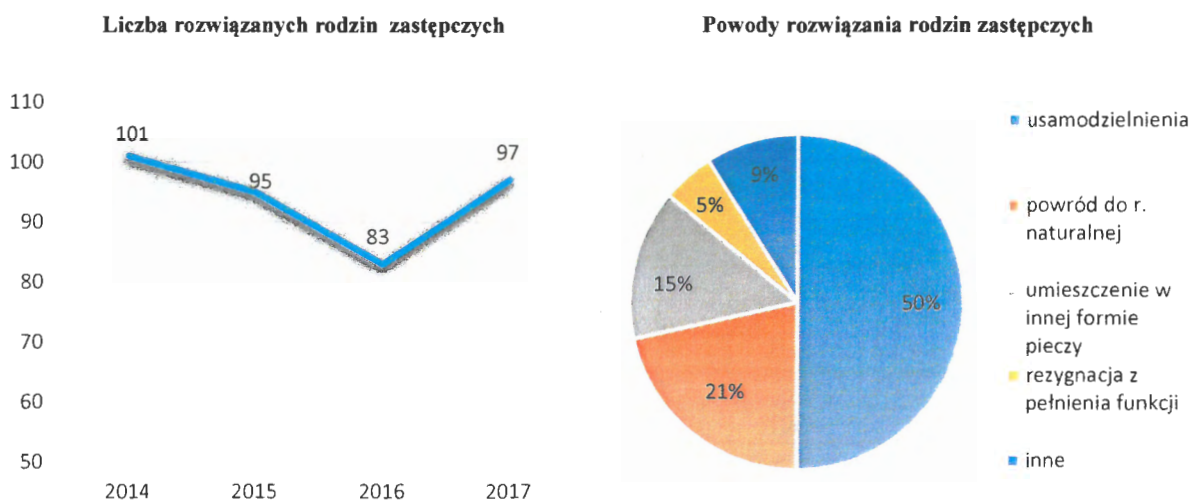 Liczba rozwiązanych rodzin zastępczych
110
100
90
80
70
60
50
101
95
83
97
2014 2015 2016 2017
Powody rozwiązania rodzin zastępczych
9%
5%
15%
21%
50%
usamodzielnienia
powród do r.
naturalnej
umieszczenie w
innej formie
pieczy
rezygnacja z
pełnienia funkcji
inne